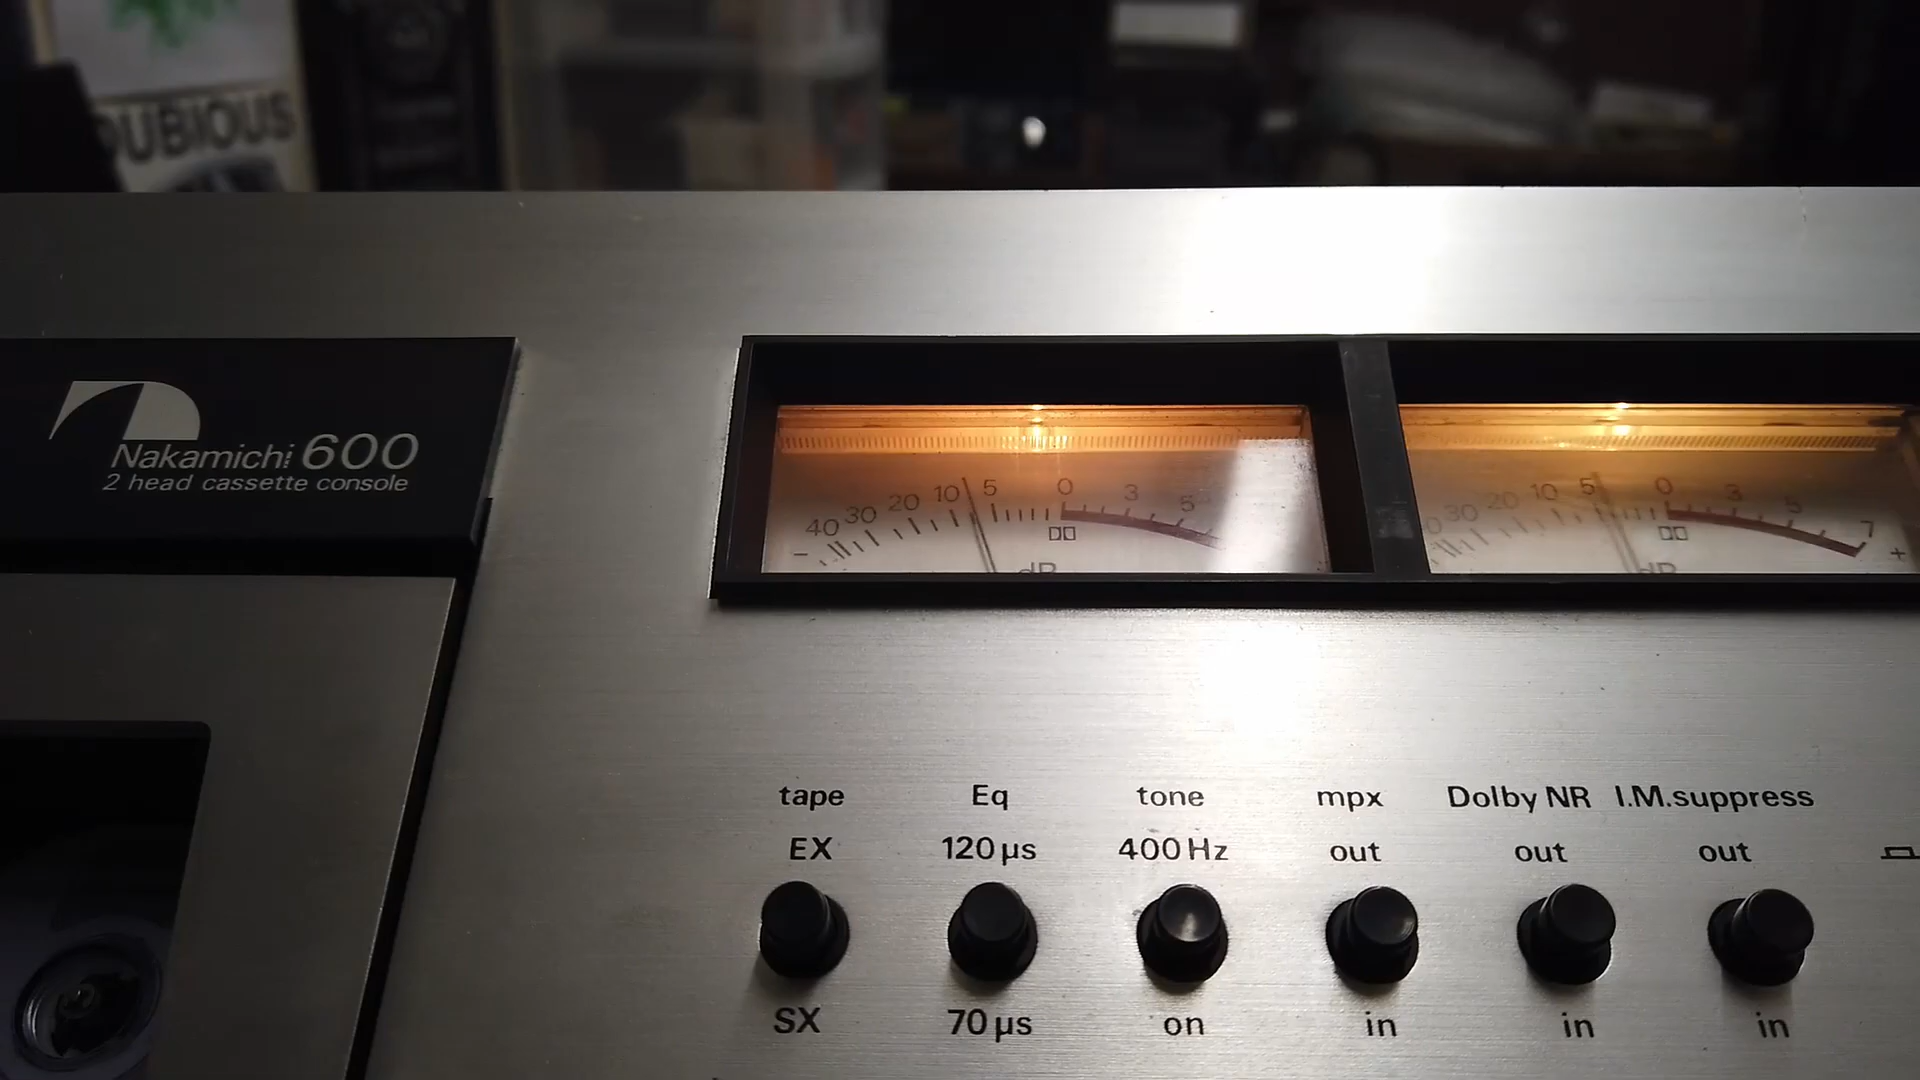 DUBIOUS
Nakamichi 600
2 head cassette console
40 30 20 10 5 0 3 5
dB
30 20 10 5 0 3 5 7
dB
tape Eq tone mpx Dolby NR I.M.suppress
EX 120 µs 400 Hz out out out
SX 70 µs on in in in